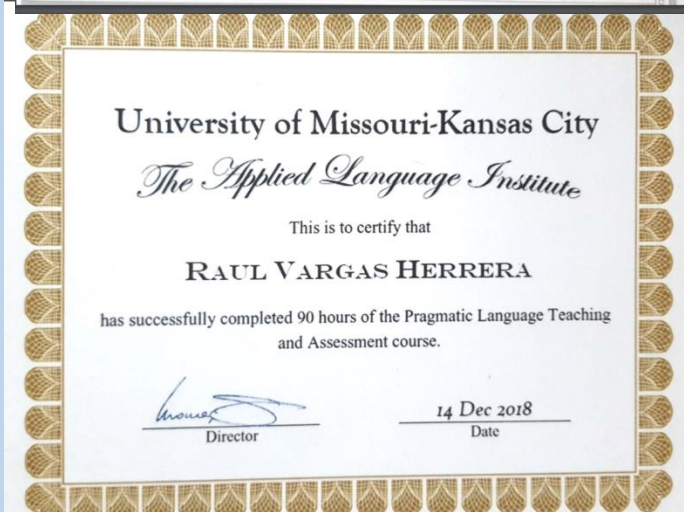 University of Missouri-Kansas City
The Applied Language Institute
This is to certify that
RAUL VARGAS HERRERA
has successfully completed 90 hours of the Pragmatic Language Teaching
and Assessment course.
14 Dec 2018
Director
Date